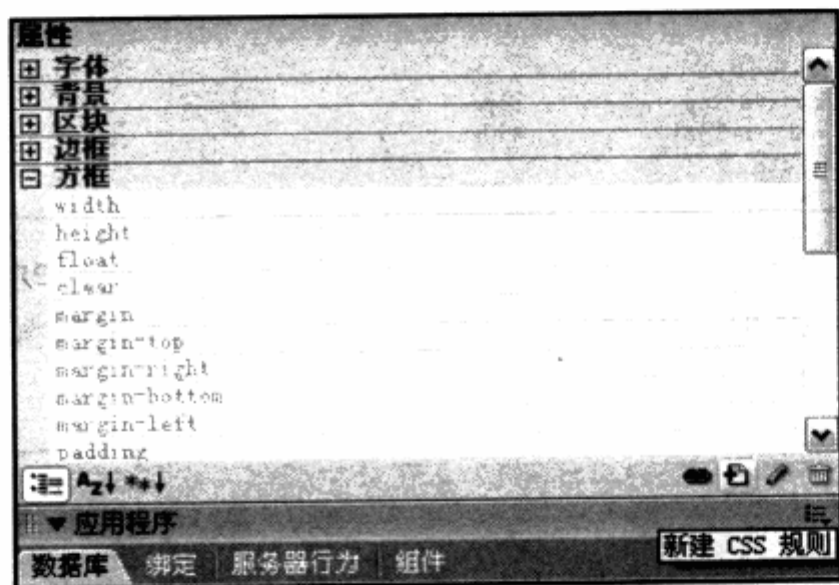 属性
字体
背景
区块
边框
方框
width
height
float
clear
margin
margin-top
margin-right
margin-bottom
margin-left
padding
AZ↓ **↓
应用程序
新建 CSS 规则
数据库 绑定 服务器行为 组件